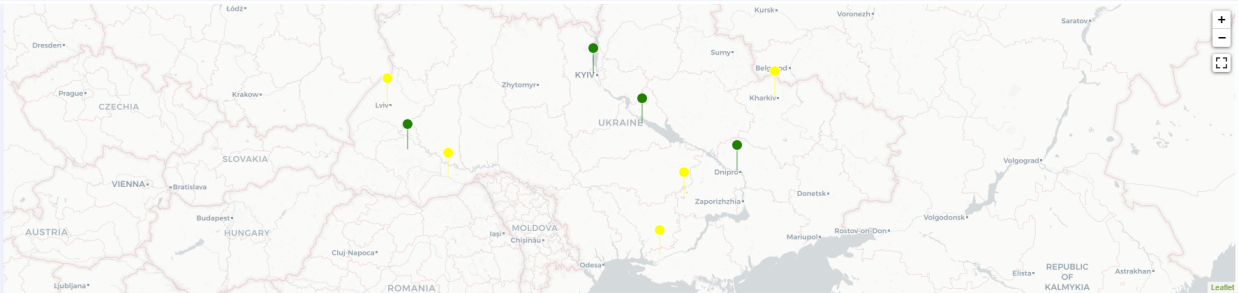 Łódź
Kursk
Voronezh
Saratov
+
−
Dresden
Sumy
Belgorod
KYIV
Zhytomyr
Prague
Krakow
CZECHIA
Lviv
Kharkiv
UKRAINE
SLOVAKIA
Volgograd
Dnipro
VIENNA
Bratislava
Donetsk
Zaporizhzhia
Budapest
Volgodonsk
AUSTRIA
HUNGARY
MOLDOVA
Iași
Chișinău
Rostov-on-Don
Mariupol
Cluj-Napoca
Odesa
REPUBLIC
OF
KALMYKIA
Elista
Astrakhan
Ljubljana
ROMANIA
Leaflet